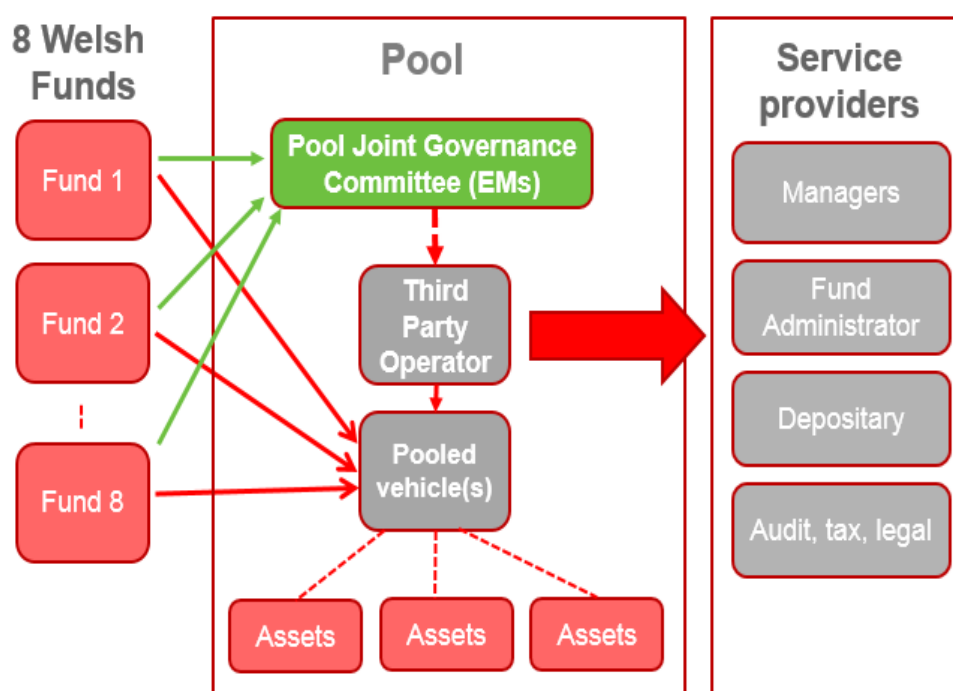 8 Welsh
Funds
Fund 1
Fund 2
Fund 8
Pool
Pool Joint Governance
Committee (EMs)
Third
Party
Operator
Pooled
vehicle(s)
Assets
Assets
Assets
Service
providers
Managers
Fund
Administrator
Depositary
Audit, tax, legal